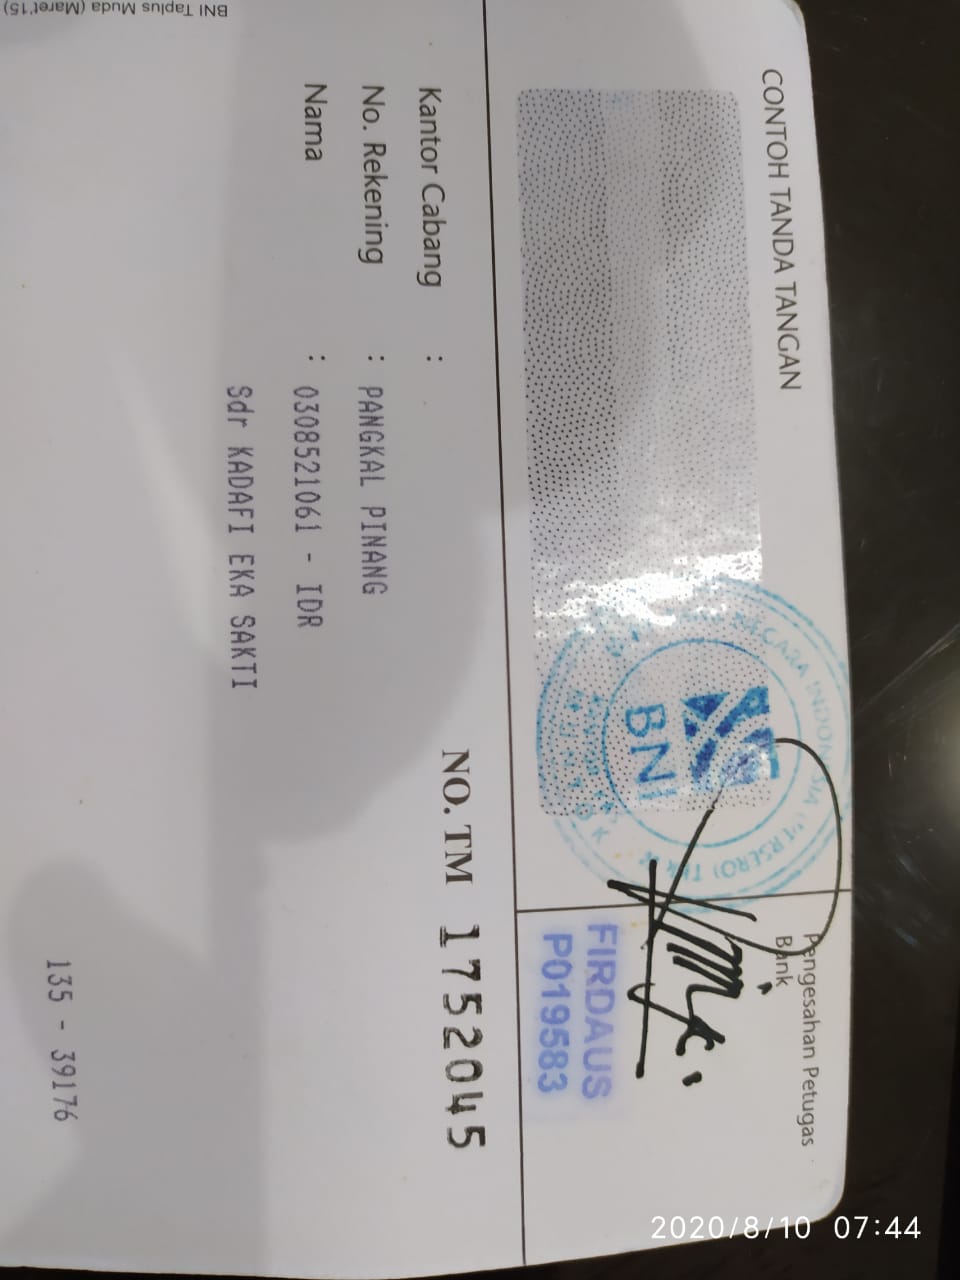 CONTOH TANDA TANGAN
Pengesahan Petugas
Bank
BNI
FIRDAUS
P019583
NO. TM 1752045
Kantor Cabang :
No. Rekening : PANGKAL PINANG
Nama : 0308521061 - IDR
Sdr KADAFI EKA SAKTI
135 - 39176
BNI Taplus Muda (Maret'15)
2020/8/10 07:44